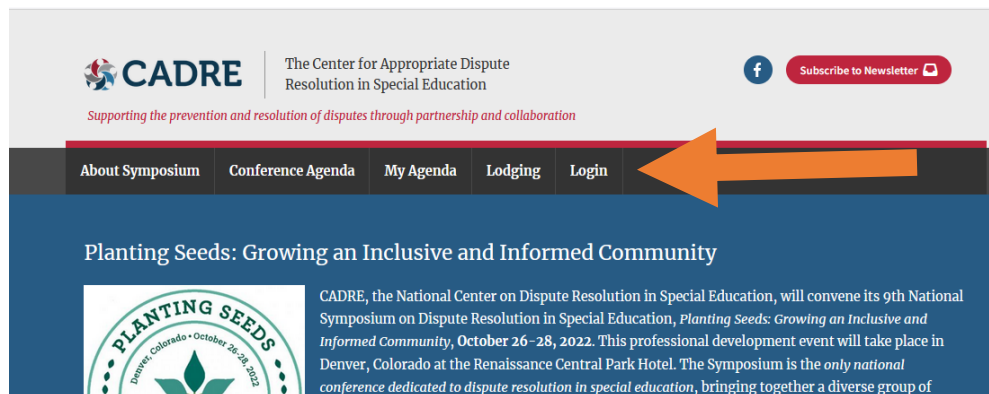 CADRE
The Center for Appropriate Dispute
Resolution in Special Education
f
Subscribe to Newsletter
Supporting the prevention and resolution of disputes through partnership and collaboration
About Symposium Conference Agenda My Agenda Lodging Login
Planting Seeds: Growing an Inclusive and Informed Community
PLANTING SEEDS
Denver, Colorado • October 26-28, 2022
CADRE, the National Center on Dispute Resolution in Special Education, will convene its 9th National
Symposium on Dispute Resolution in Special Education, Planting Seeds: Growing an Inclusive and
Informed Community, October 26-28, 2022. This professional development event will take place in
Denver, Colorado at the Renaissance Central Park Hotel. The Symposium is the only national
conference dedicated to dispute resolution in special education, bringing together a diverse group of